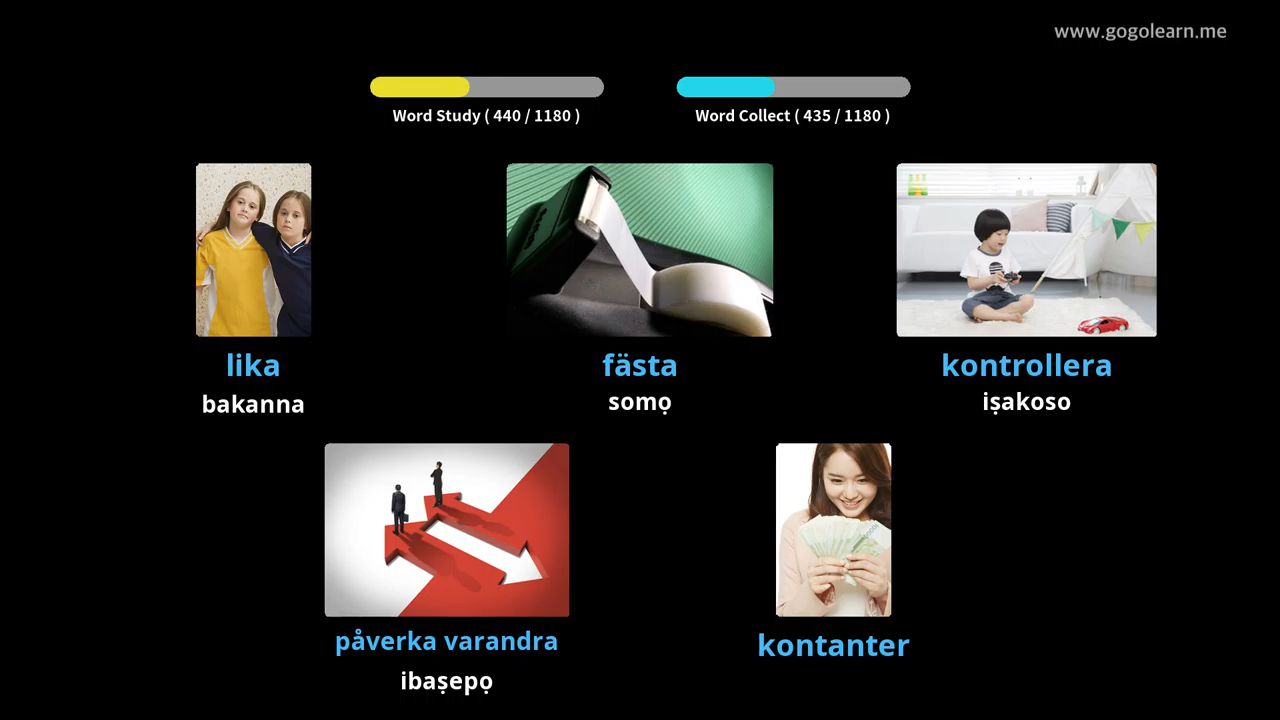 www.gogolearn.me
Word Study ( 440 / 1180 )
Word Collect ( 435 / 1180 )
lika
bakanna
fästa
somọ
kontrollera
iṣakoso
påverka varandra
ibaṣepọ
kontanter